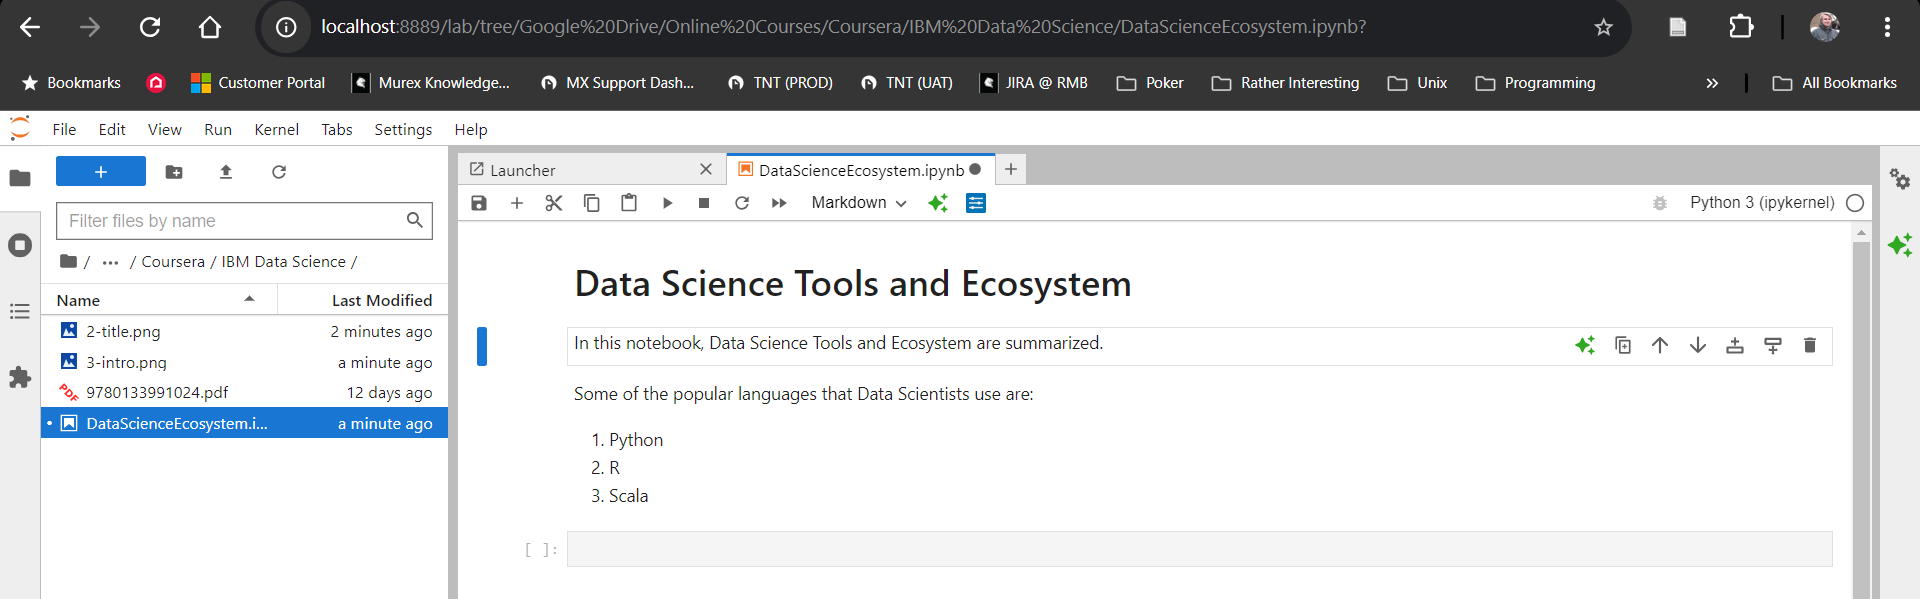 localhost:8889/lab/tree/Google%20Drive/Online%20Courses/Coursera/IBM%20Data%20Science/DataScienceEcosystem.ipynb?
Bookmarks Customer Portal Murex Knowledge... MX Support Dash... TNT (PROD) TNT (UAT) JIRA @ RMB Poker Rather Interesting Unix Programming » All Bookmarks
File Edit View Run Kernel Tabs Settings Help
Launcher DataScienceEcosystem.ipynb
Filter files by name
Markdown Python 3 (ipykernel)
/ ... / Coursera / IBM Data Science /
Name Last Modified
2-title.png 2 minutes ago
3-intro.png a minute ago
PDF 9780133991024.pdf 12 days ago
DataScienceEcosystem.i... a minute ago
Data Science Tools and Ecosystem
In this notebook, Data Science Tools and Ecosystem are summarized.
Some of the popular languages that Data Scientists use are:
1. Python
2. R
3. Scala
[ ]: